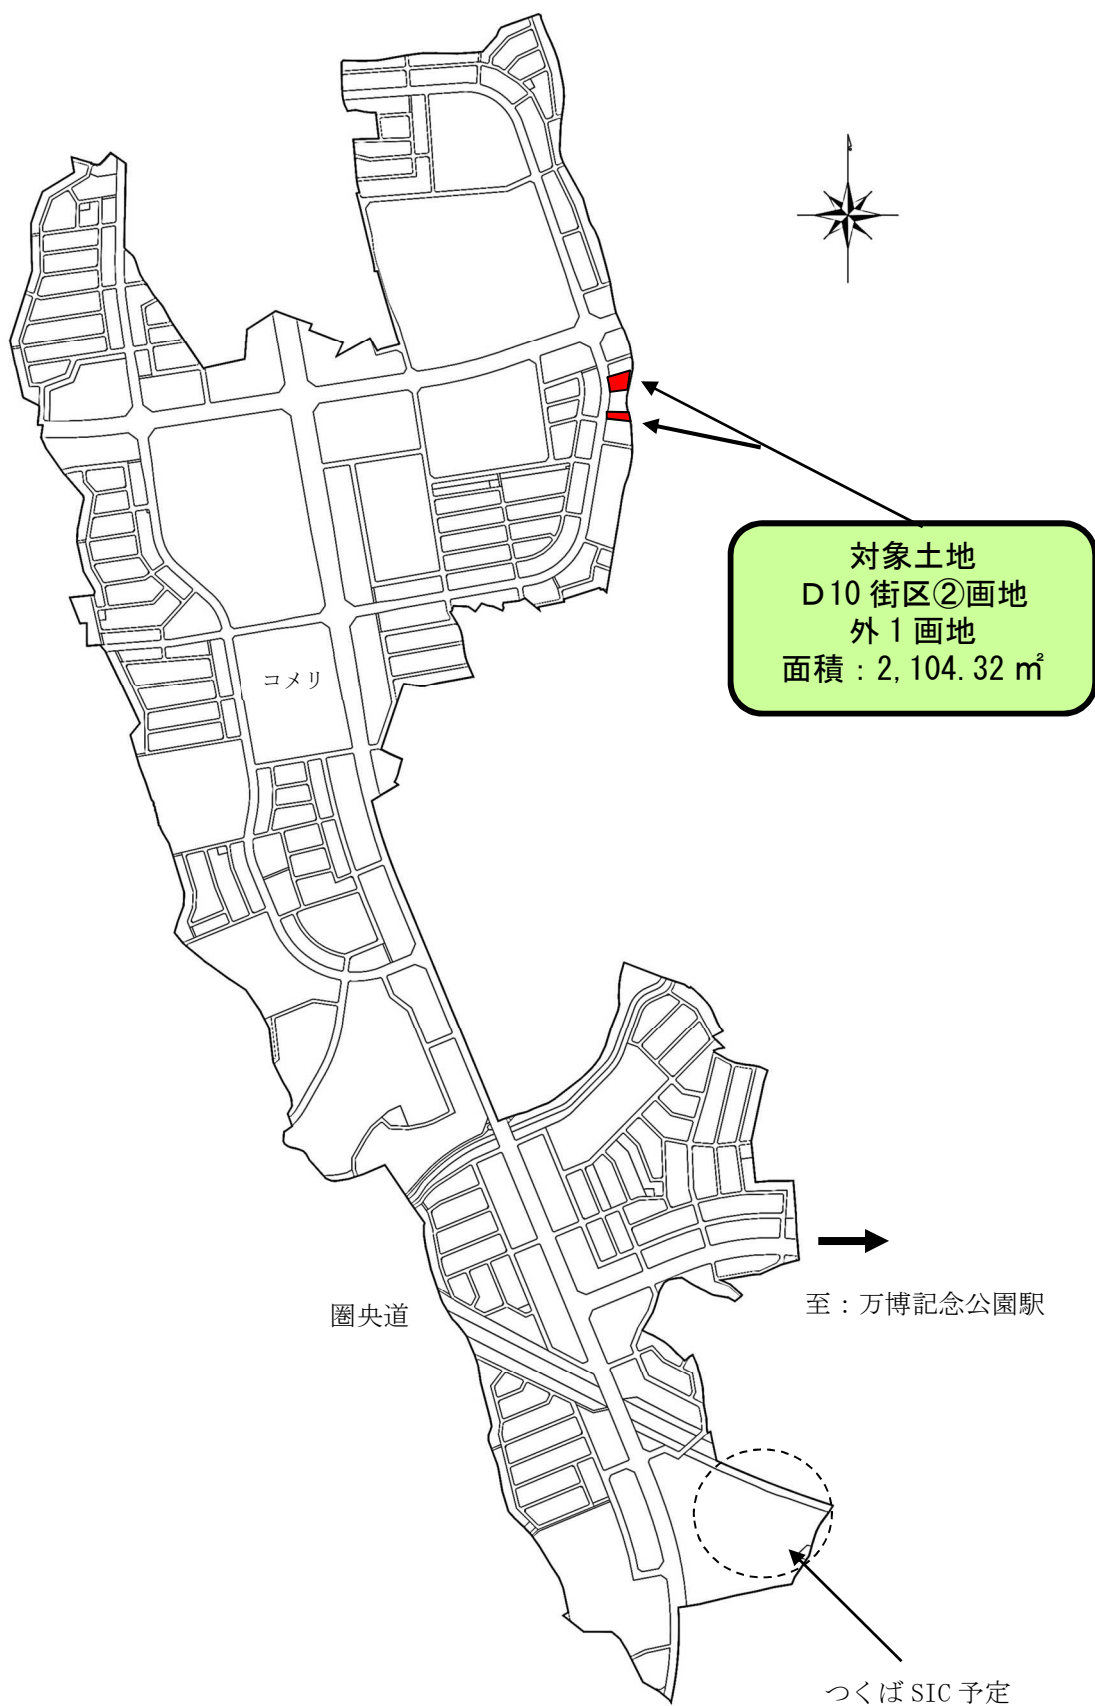 対象土地
D10 街区②画地
外 1 画地
面積：2,104.32 ㎡
コメリ
圏央道
至：万博記念公園駅
つくば SIC 予定